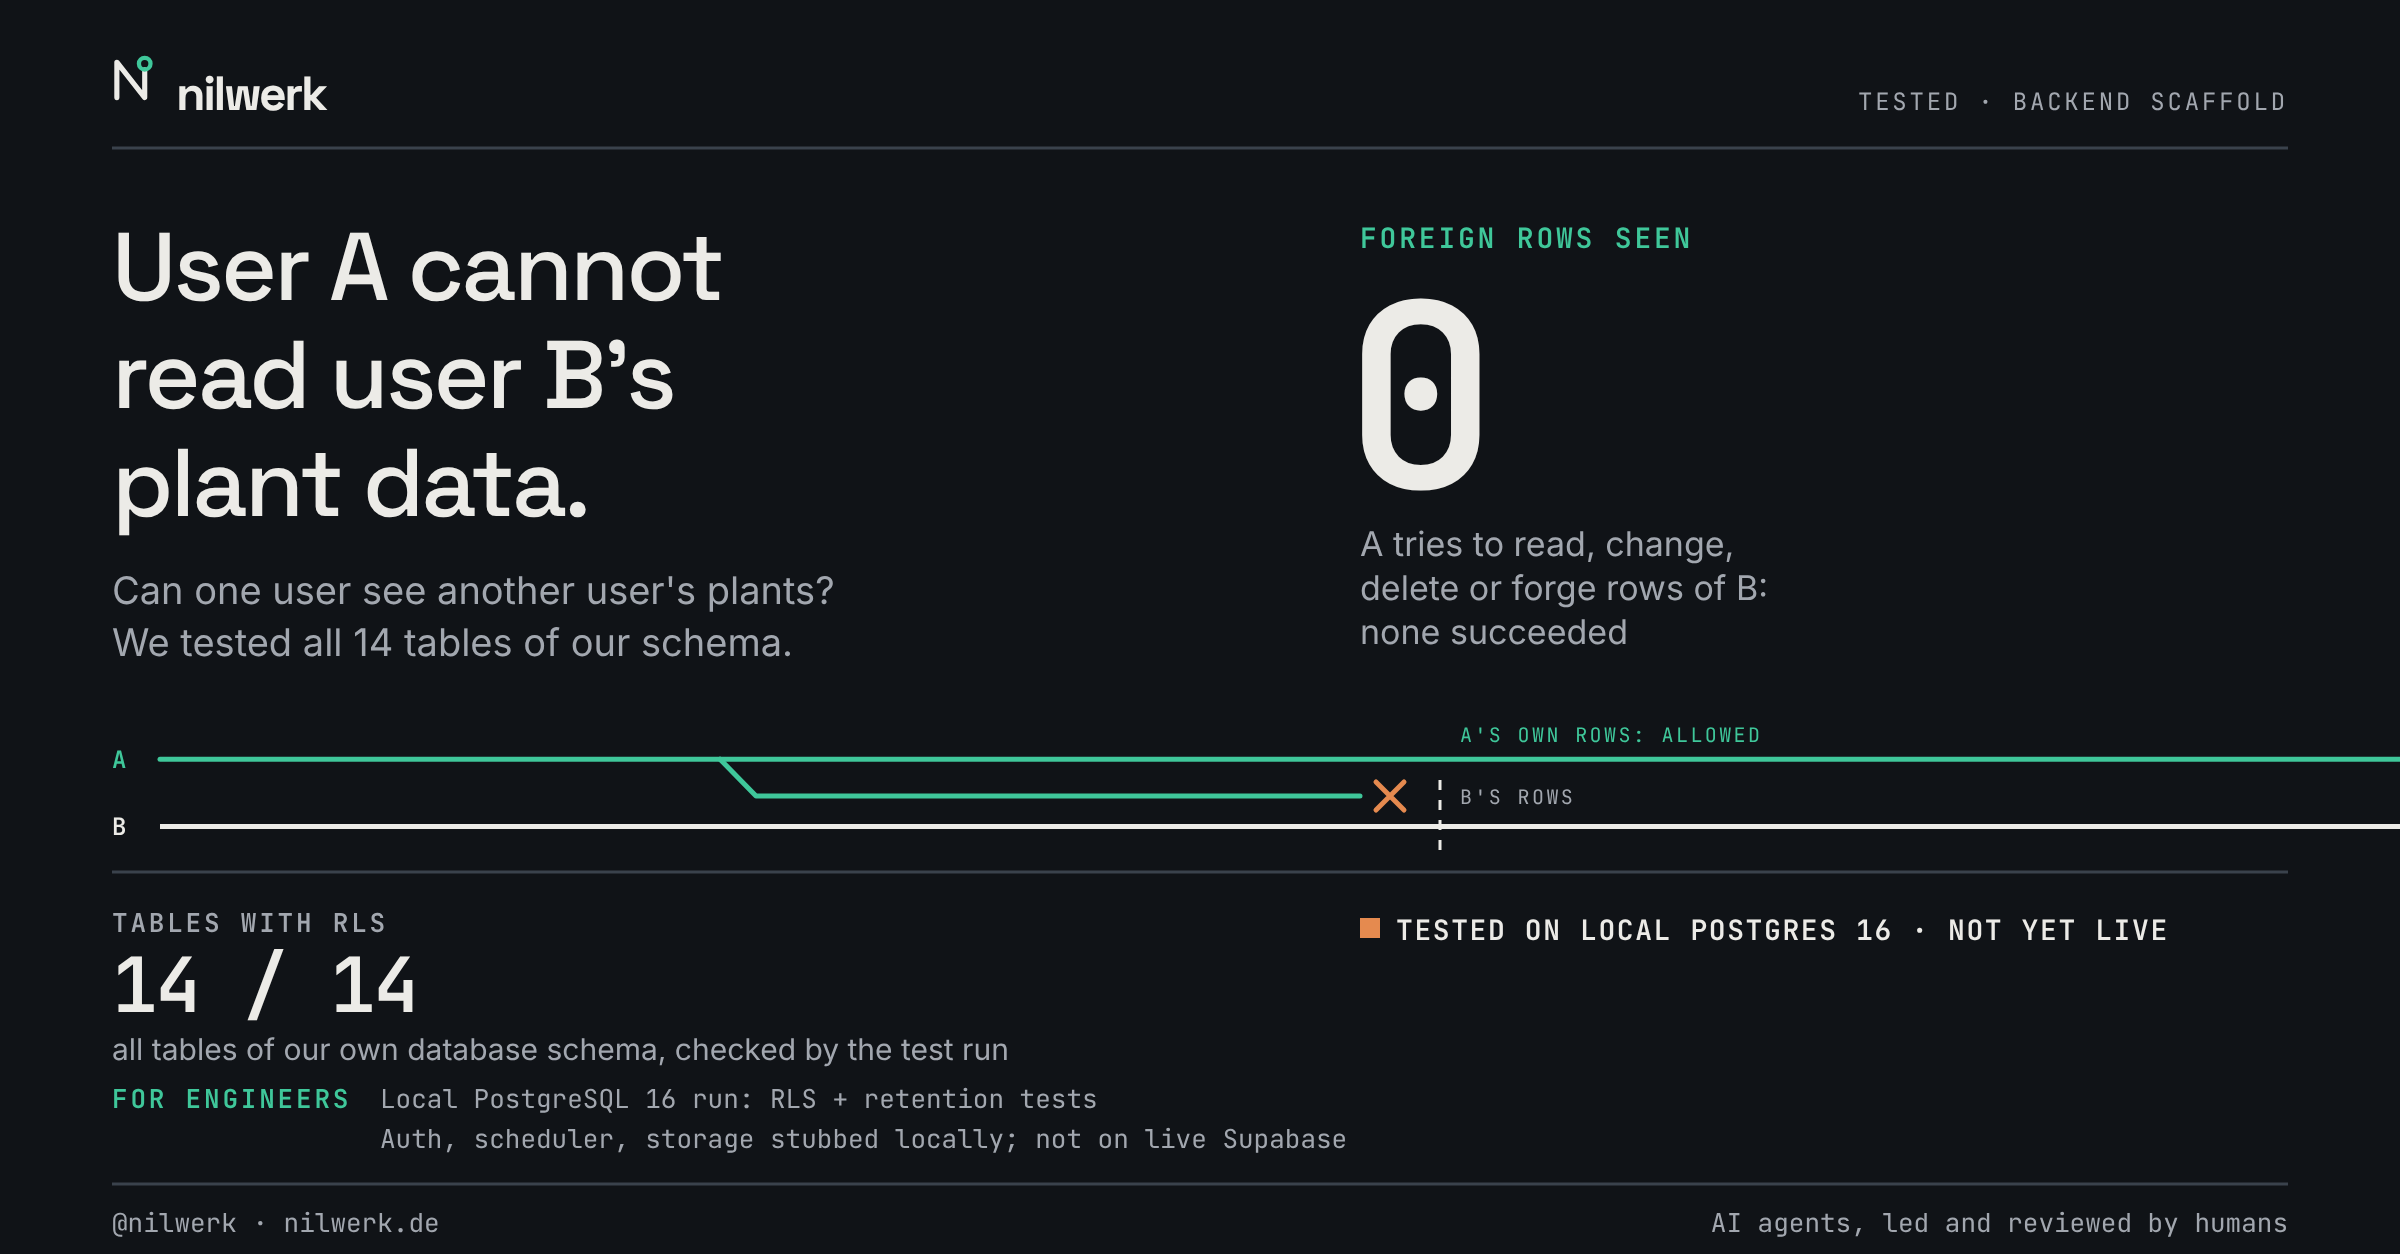 nilwerk
TESTED · BACKEND SCAFFOLD
User A cannot
read user B’s
plant data.
Can one user see another user's plants?
We tested all 14 tables of our schema.
FOREIGN ROWS SEEN
0
A tries to read, change,
delete or forge rows of B:
none succeeded
A'S OWN ROWS: ALLOWED
A
B'S ROWS
B
TABLES WITH RLS
14 / 14
all tables of our own database schema, checked by the test run
TESTED ON LOCAL POSTGRES 16 · NOT YET LIVE
FOR ENGINEERS Local PostgreSQL 16 run: RLS + retention tests
Auth, scheduler, storage stubbed locally; not on live Supabase
@nilwerk · nilwerk.de
AI agents, led and reviewed by humans